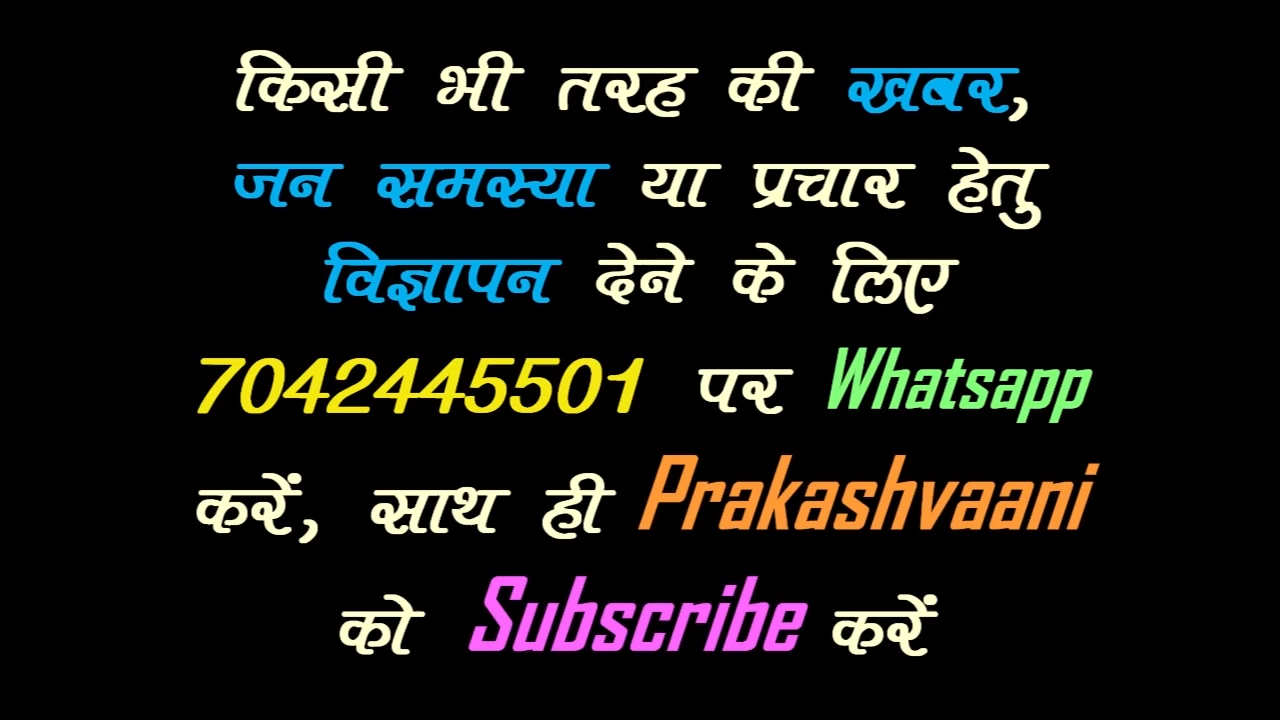 किसी भी तरह की खबर,
जन समस्या या प्रचार हेतु
विज्ञापन देने के लिए
7042445501 पर Whatsapp
करें, साथ ही Prakashvaani
को Subscribe करें